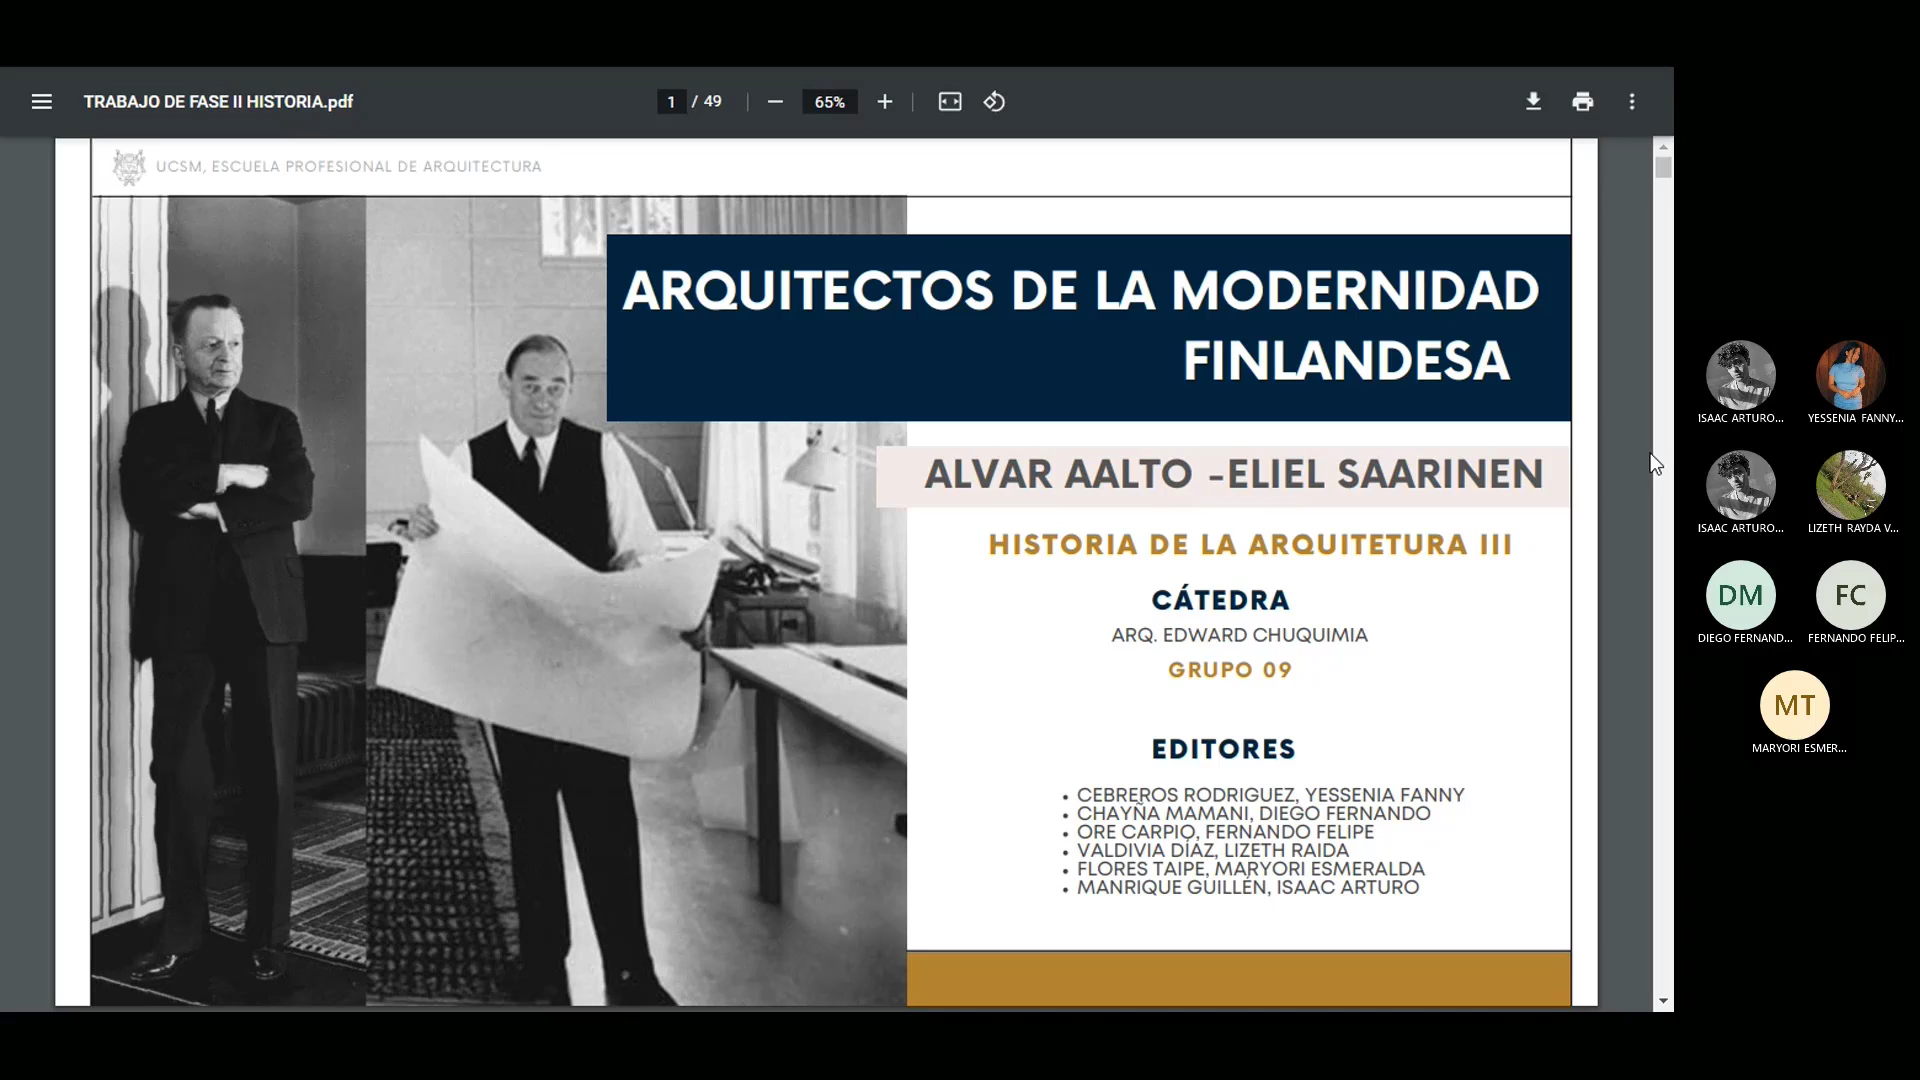 TRABAJO DE FASE II HISTORIA.pdf
1 / 49
65%
UCSM, ESCUELA PROFESIONAL DE ARQUITECTURA
ARQUITECTOS DE LA MODERNIDAD
FINLANDESA
ALVAR AALTO -ELIEL SAARINEN
HISTORIA DE LA ARQUITETURA III
CÁTEDRA
ARQ. EDWARD CHUQUIMIA
GRUPO 09
EDITORES
• CEBREROS RODRIGUEZ, YESSENIA FANNY
• CHAYÑA MAMANI, DIEGO FERNANDO
• ORE CARPIO, FERNANDO FELIPE
• VALDIVIA DÍAZ, LIZETH RAIDA
• FLORES TAIPE, MARYORI ESMERALDA
• MANRIQUE GUILLÉN, ISAAC ARTURO
ISAAC ARTURO...
YESSENIA FANNY...
ISAAC ARTURO...
LIZETH RAYDA V...
DM
FC
DIEGO FERNAND...
FERNANDO FELIP...
MT
MARYORI ESMER...